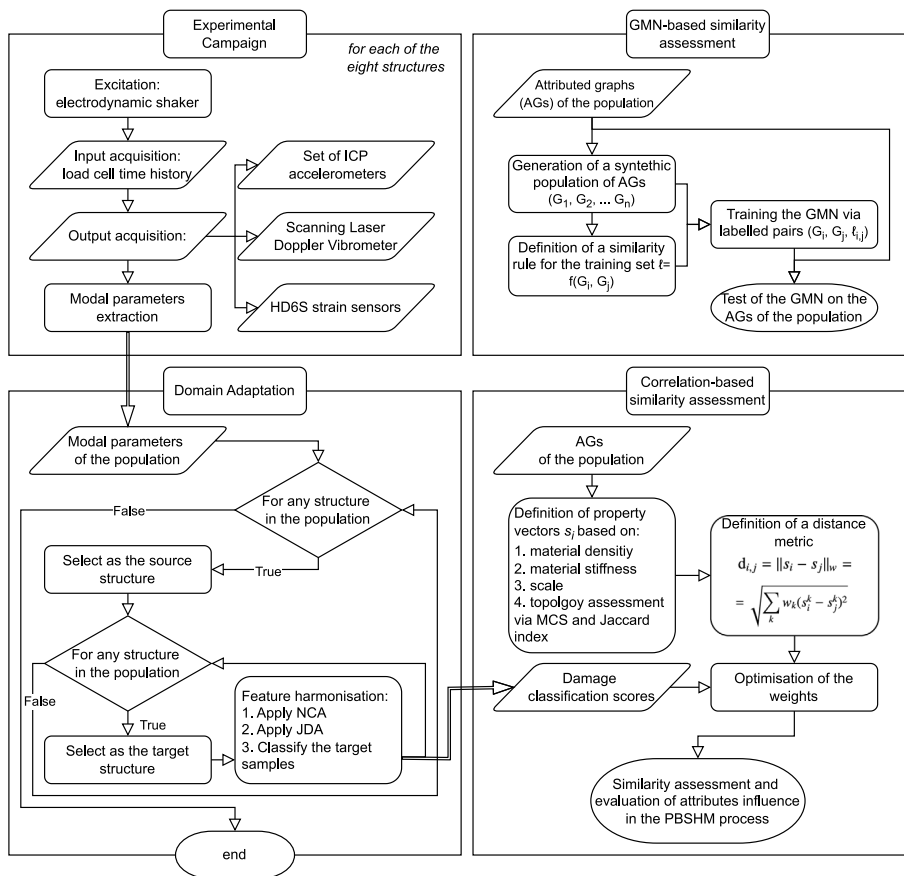 Experimental
Campaign
for each of the
eight structures
Excitation:
electrodynamic shaker
Input acquisition:
load cell time history
Output acquisition:
Modal parameters
extraction
Set of ICP
accelerometers
Scanning Laser
Doppler Vibrometer
HD6S strain sensors
GMN-based similarity
assessment
Attributed graphs
(AGs) of the population
Generation of a syntethic
population of AGs
(G₁, G₂, ... Gₙ)
Definition of a similarity
rule for the training set ℓ=
f(Gᵢ, Gⱼ)
Training the GMN via
labelled pairs (Gᵢ, Gⱼ, ℓᵢ,ⱼ)
Test of the GMN on the
AGs of the population
Domain Adaptation
Modal parameters
of the population
For any structure
in the population
False
True
Select as the source
structure
For any structure
in the population
False
True
Select as the target
structure
Feature harmonisation:
1. Apply NCA
2. Apply JDA
3. Classify the target
samples
end
Correlation-based
similarity assessment
AGs
of the population
Definition of property
vectors sᵢ based on:
1. material densitiy
2. material stiffness
3. scale
4. topolgoy assessment
via MCS and Jaccard
index
Definition of a distance
metric
dᵢ,ⱼ = ||sᵢ − sⱼ||w =
= √∑ₖ wₖ(sᵢᵏ − sⱼᵏ)²
Damage
classification scores
Optimisation of the
weights
Similarity assessment and
evaluation of attributes influence
in the PBSHM process